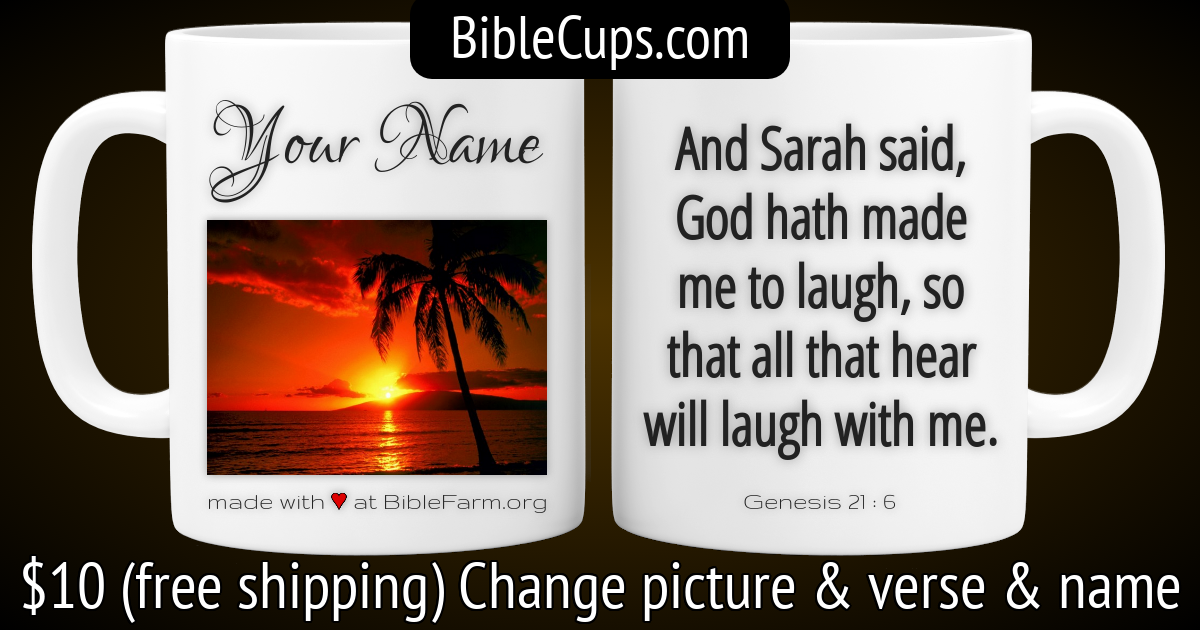 BibleCups.com
Your Name
made with ♥ at BibleFarm.org
And Sarah said,
God hath made
me to laugh, so
that all that hear
will laugh with me.
Genesis 21 : 6
$10 (free shipping) Change picture & verse & name